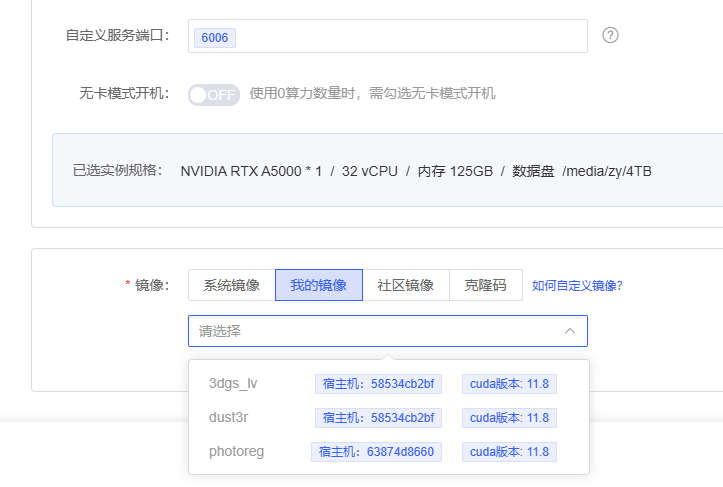 自定义服务端口： 6006 ?
无卡模式开机： OFF 使用0算力数量时，需勾选无卡模式开机
已选实例规格： NVIDIA RTX A5000 * 1 / 32 vCPU / 内存 125GB / 数据盘 /media/zy/4TB
* 镜像： 系统镜像 我的镜像 社区镜像 克隆码 如何自定义镜像?
请选择
3dgs_lv 宿主机：58534cb2bf cuda版本: 11.8
dust3r 宿主机：58534cb2bf cuda版本: 11.8
photoreg 宿主机：63874d8660 cuda版本: 11.8